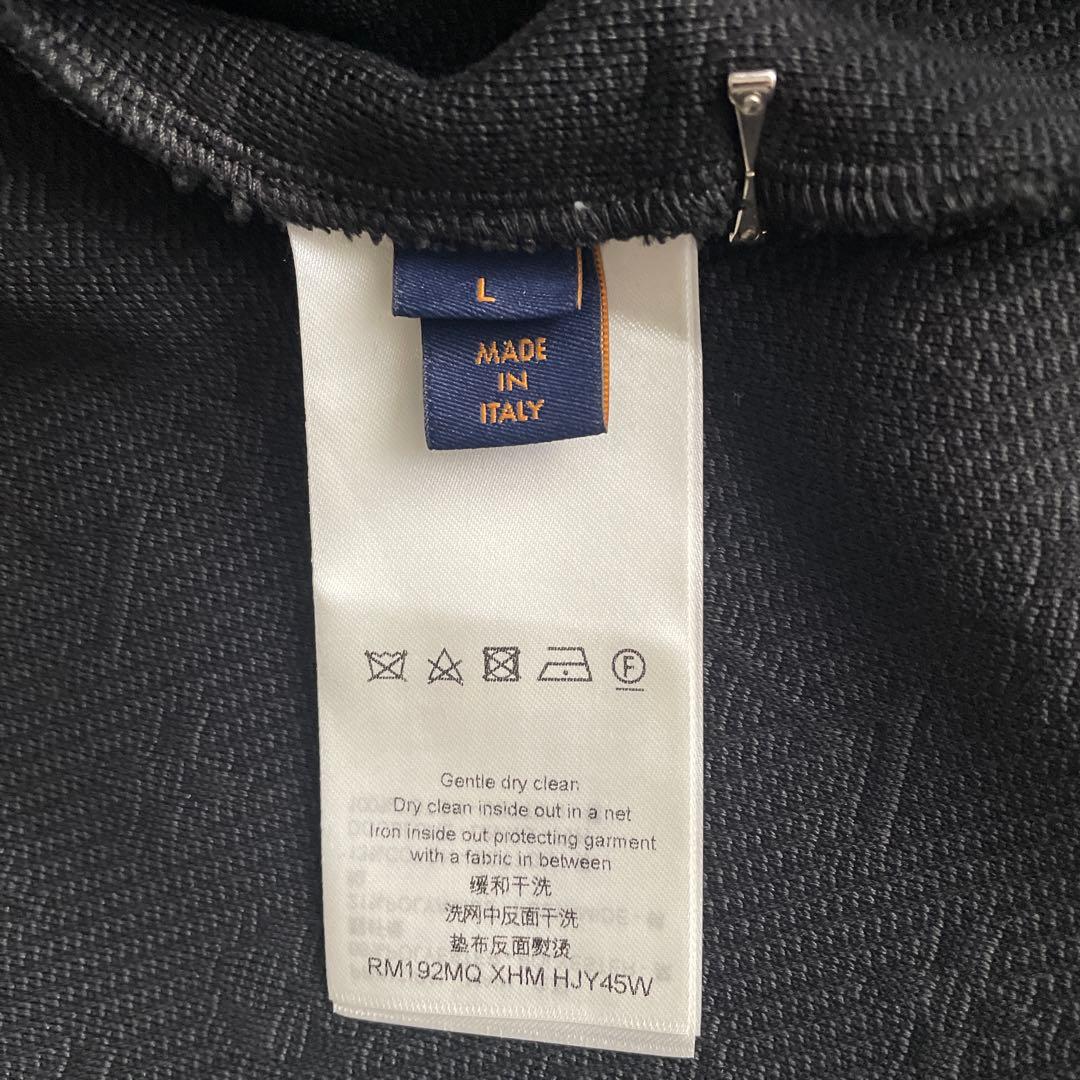 L
MADE
IN
ITALY
F
Gentle dry clean
Dry clean inside out in a net
Iron inside out protecting garment
with a fabric in between
缓和干洗
洗网中反面干洗
垫布反面熨烫
RM192MQ XHM HJY45W